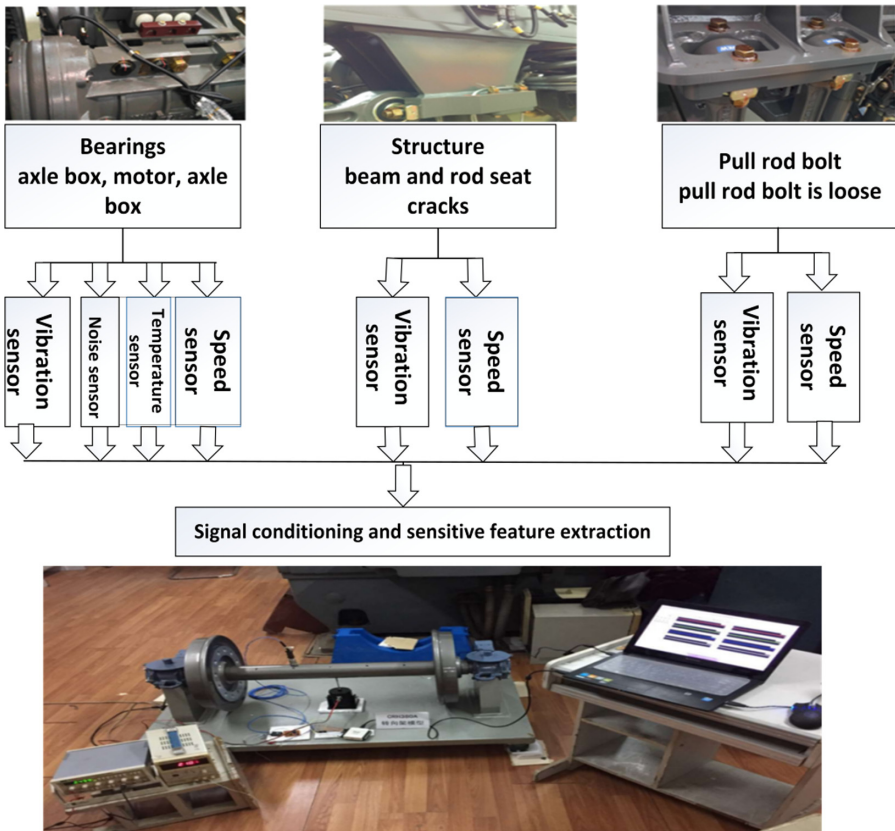 Bearings
axle box, motor, axle
box
Structure
beam and rod seat
cracks
Pull rod bolt
pull rod bolt is loose
Vibration
sensor
Noise sensor
Temperature
sensor
Speed
sensor
Vibration
sensor
Speed
sensor
Vibration
sensor
Speed
sensor
Signal conditioning and sensitive feature extraction